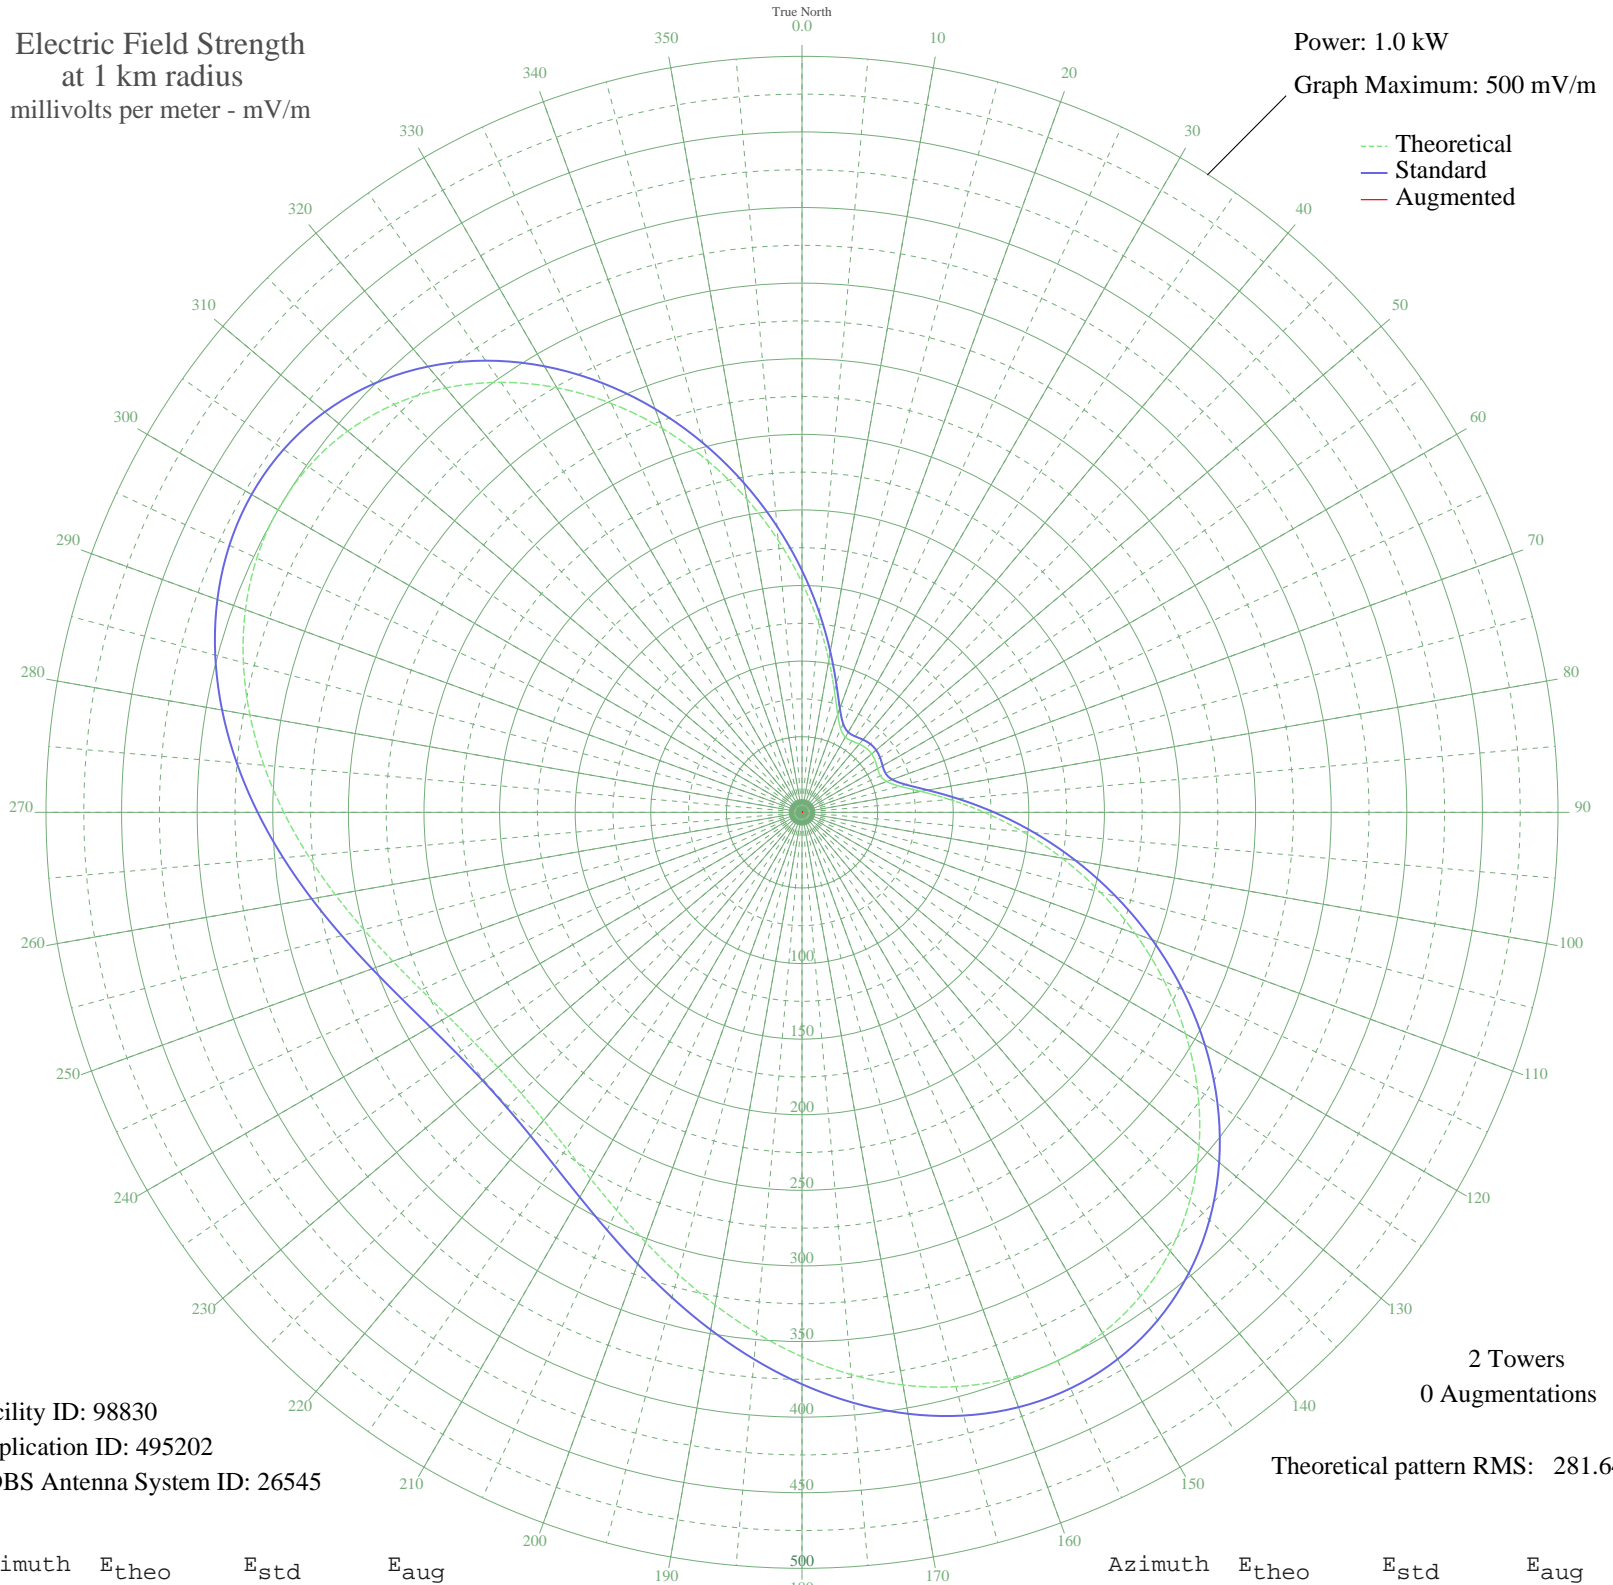 True North
0.0
Electric Field Strength
at 1 km radius
millivolts per meter - mV/m
Power: 1.0 kW
Graph Maximum: 500 mV/m
Theoretical
Standard
Augmented
10
20
30
40
50
60
70
80
90
100
110
120
130
140
150
160
170
190
200
210
220
230
240
250
260
270
280
290
300
310
320
330
340
350
100
150
200
250
300
350
400
450
500
2 Towers
0 Augmentations
Theoretical pattern RMS: 281.64
cility ID: 98830
plication ID: 495202
DBS Antenna System ID: 26545
imuth Etheo Estd Eaug
Azimuth Etheo Estd Eaug